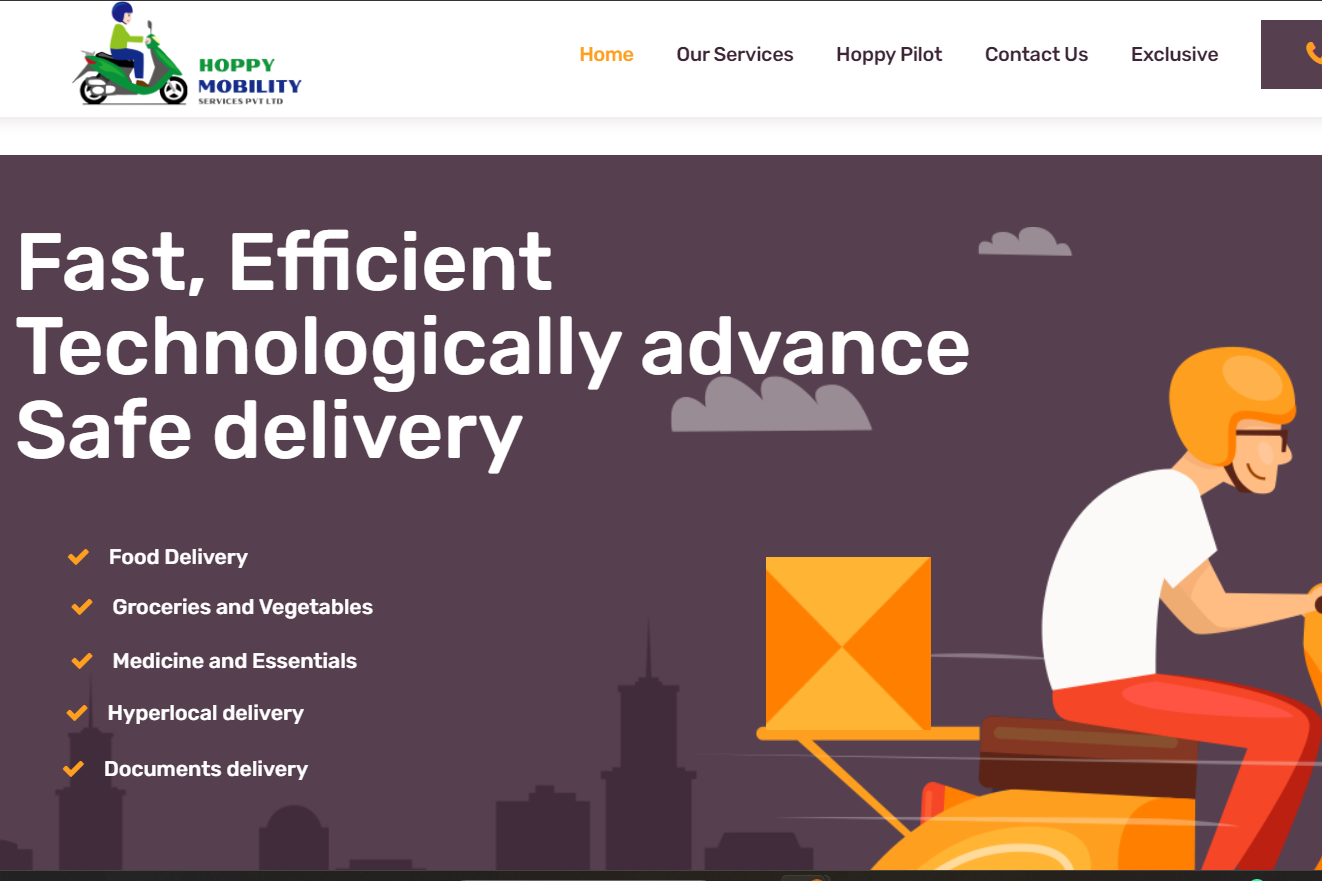 HOPPY
MOBILITY
SERVICES PVT LTD
Home Our Services Hoppy Pilot Contact Us Exclusive
Fast, Efficient
Technologically advance
Safe delivery
Food Delivery
Groceries and Vegetables
Medicine and Essentials
Hyperlocal delivery
Documents delivery